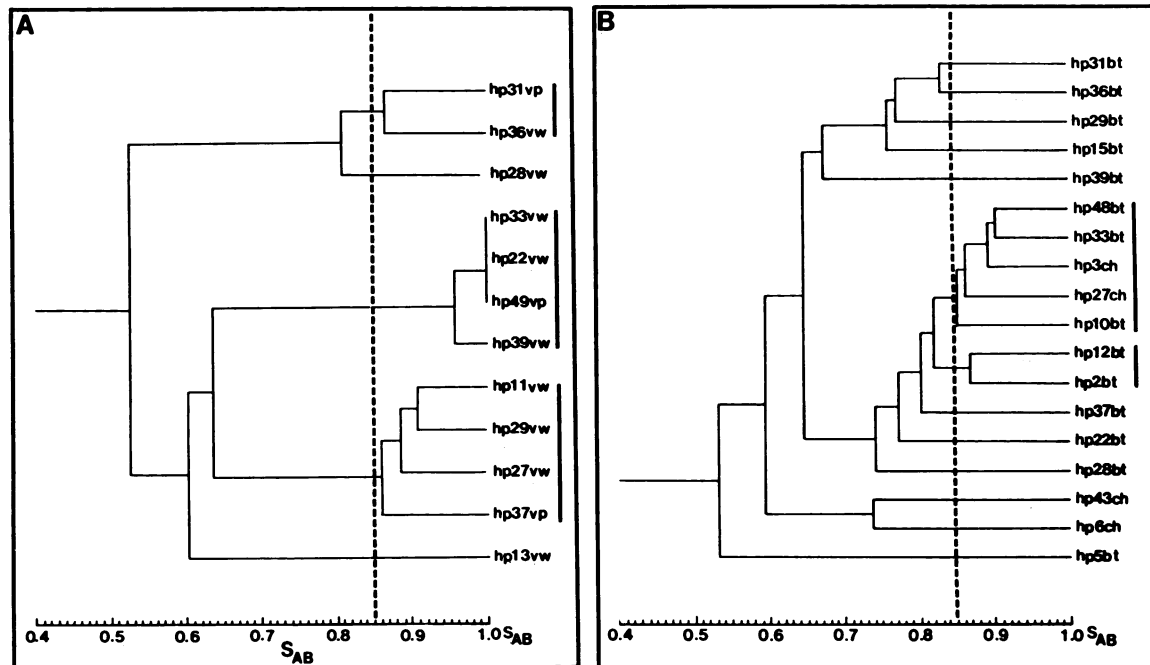 A
hp31vp
hp36vw
hp28vw
hp33vw
hp22vw
hp49vp
hp39vw
hp11vw
hp29vw
hp27vw
hp37vp
hp13vw
0.4 0.5 0.6 0.7 0.8 0.9 1.0 SAB
SAB
B
hp31bt
hp36bt
hp29bt
hp15bt
hp39bt
hp48bt
hp33bt
hp3ch
hp27ch
hp10bt
hp12bt
hp2bt
hp37bt
hp22bt
hp28bt
hp43ch
hp6ch
hp5bt
0.4 0.5 0.6 0.7 0.8 0.9 1.0 SAB